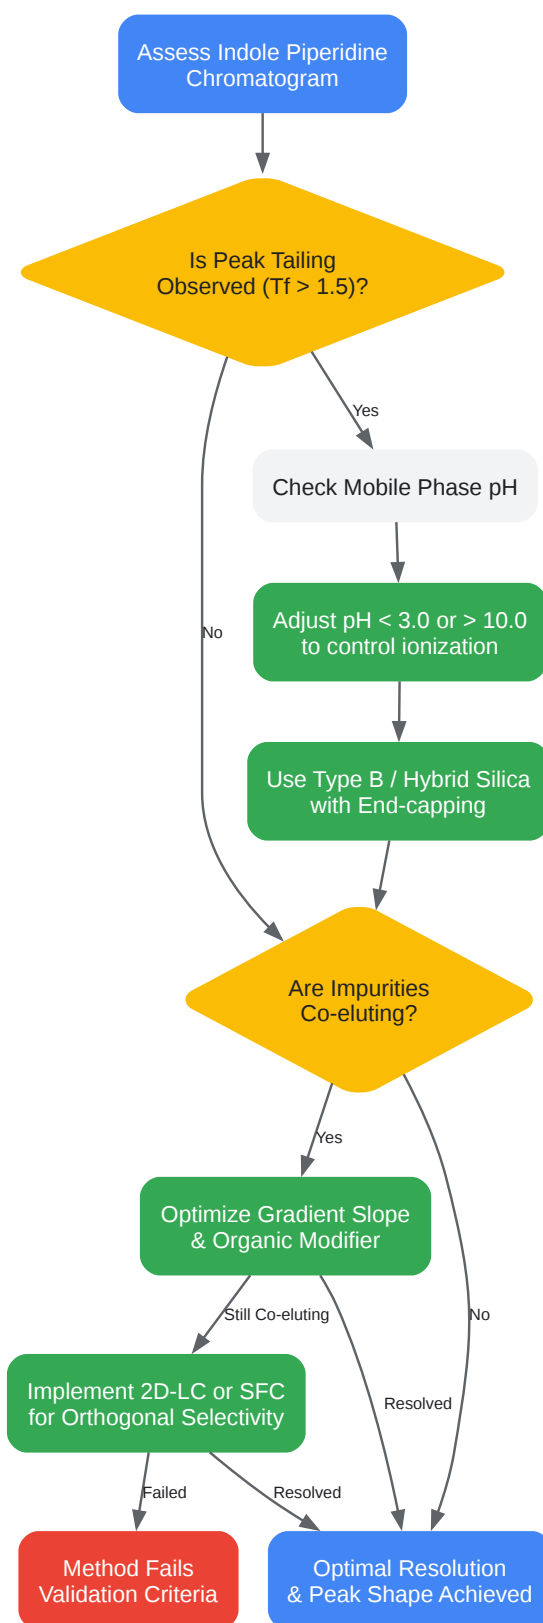 Assess Indole Piperidine
Chromatogram
Is Peak Tailing
Observed (Tf > 1.5)?
Yes
Check Mobile Phase pH
Adjust pH < 3.0 or > 10.0
to control ionization
No
Use Type B / Hybrid Silica
with End-capping
Are Impurities
Co-eluting?
Yes
Optimize Gradient Slope
& Organic Modifier
Still Co-eluting
No
Implement 2D-LC or SFC
for Orthogonal Selectivity
Resolved
Failed
Resolved
Method Fails
Validation Criteria
Optimal Resolution
& Peak Shape Achieved